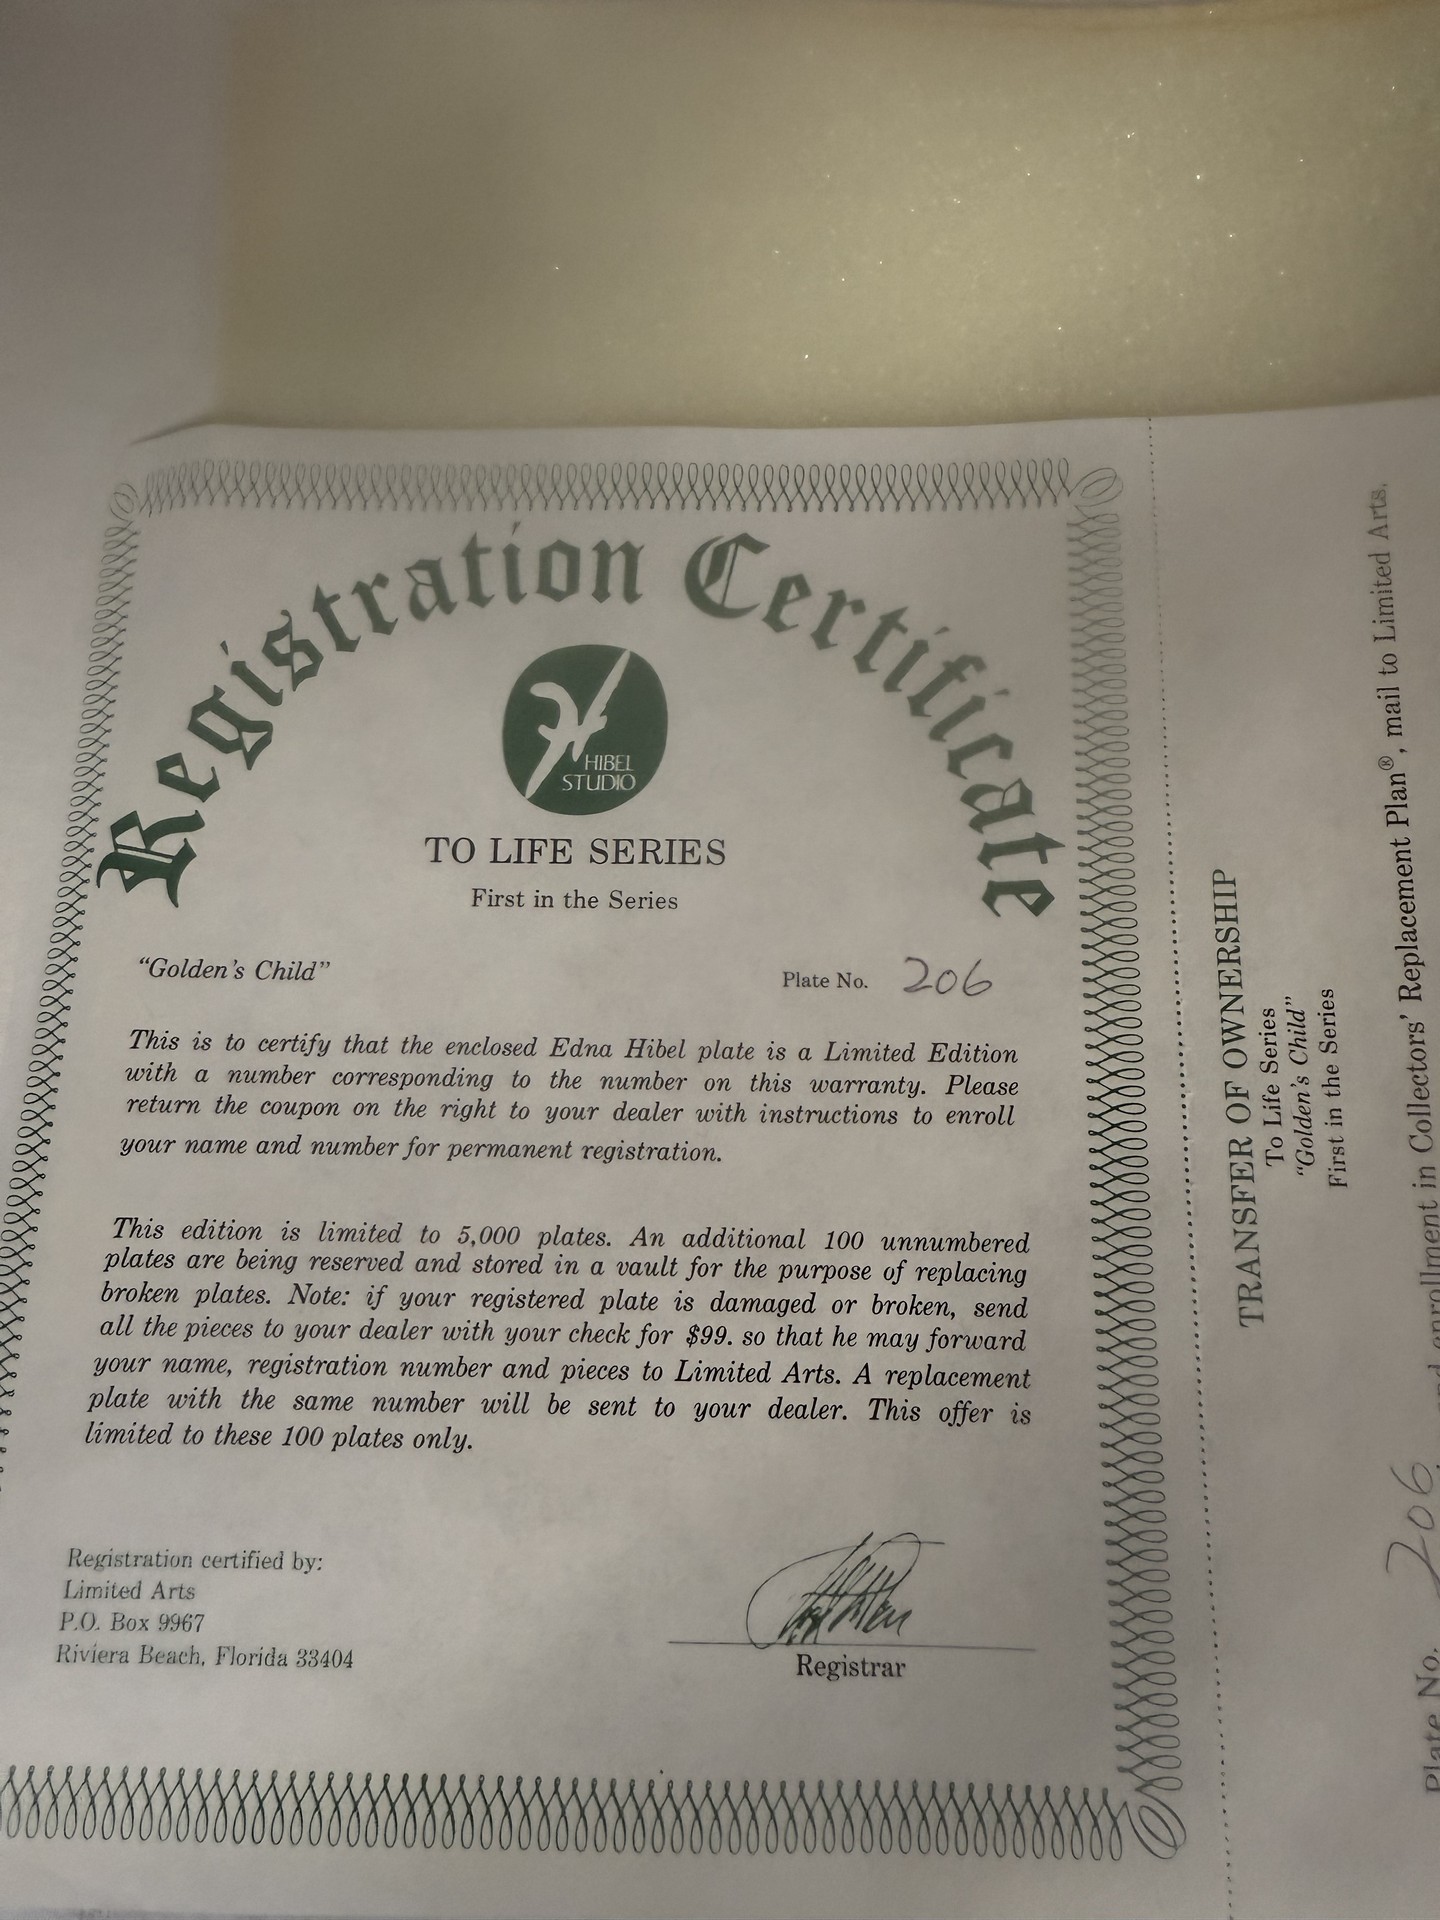 Registration Certificate
HIBEL
STUDIO
TO LIFE SERIES
First in the Series
“Golden's Child”
Plate No. 206
This is to certify that the enclosed Edna Hibel plate is a Limited Edition
with a number corresponding to the number on this warranty. Please
return the coupon on the right to your dealer with instructions to enroll
your name and number for permanent registration.
This edition is limited to 5,000 plates. An additional 100 unnumbered
plates are being reserved and stored in a vault for the purpose of replacing
broken plates. Note: if your registered plate is damaged or broken, send
all the pieces to your dealer with your check for $99. so that he may forward
your name, registration number and pieces to Limited Arts. A replacement
plate with the same number will be sent to your dealer. This offer is
limited to these 100 plates only.
Registration certified by:
Limited Arts
P.O. Box 9967
Riviera Beach, Florida 33404
Registrar
TRANSFER OF OWNERSHIP
To Life Series
“Golden's Child”
First in the Series
enrollment in Collectors' Replacement Plan®, mail to Limited Arts.
Plate No. 206